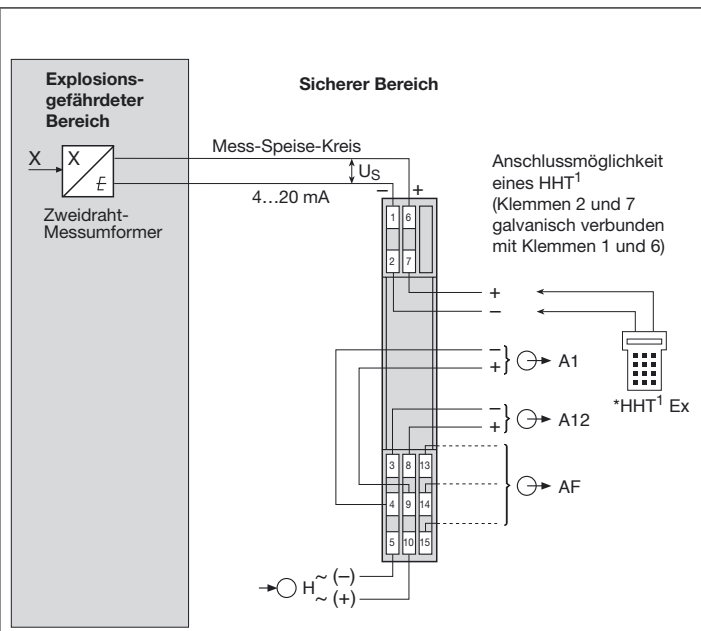 Explosions-
gefährdeter
Bereich
Sicherer Bereich
Mess-Speise-Kreis
X
X
E
U_S
– +
4…20 mA
Zweidraht-
Messumformer
Anschlussmöglichkeit
eines HHT¹
(Klemmen 2 und 7
galvanisch verbunden
mit Klemmen 1 und 6)
1 6
2 7
+
–
–
+ } A1
*HHT¹ Ex
–
+ } A12
3 8 13
4 9 14
5 10 15
AF
H ~ (–)
~ (+)